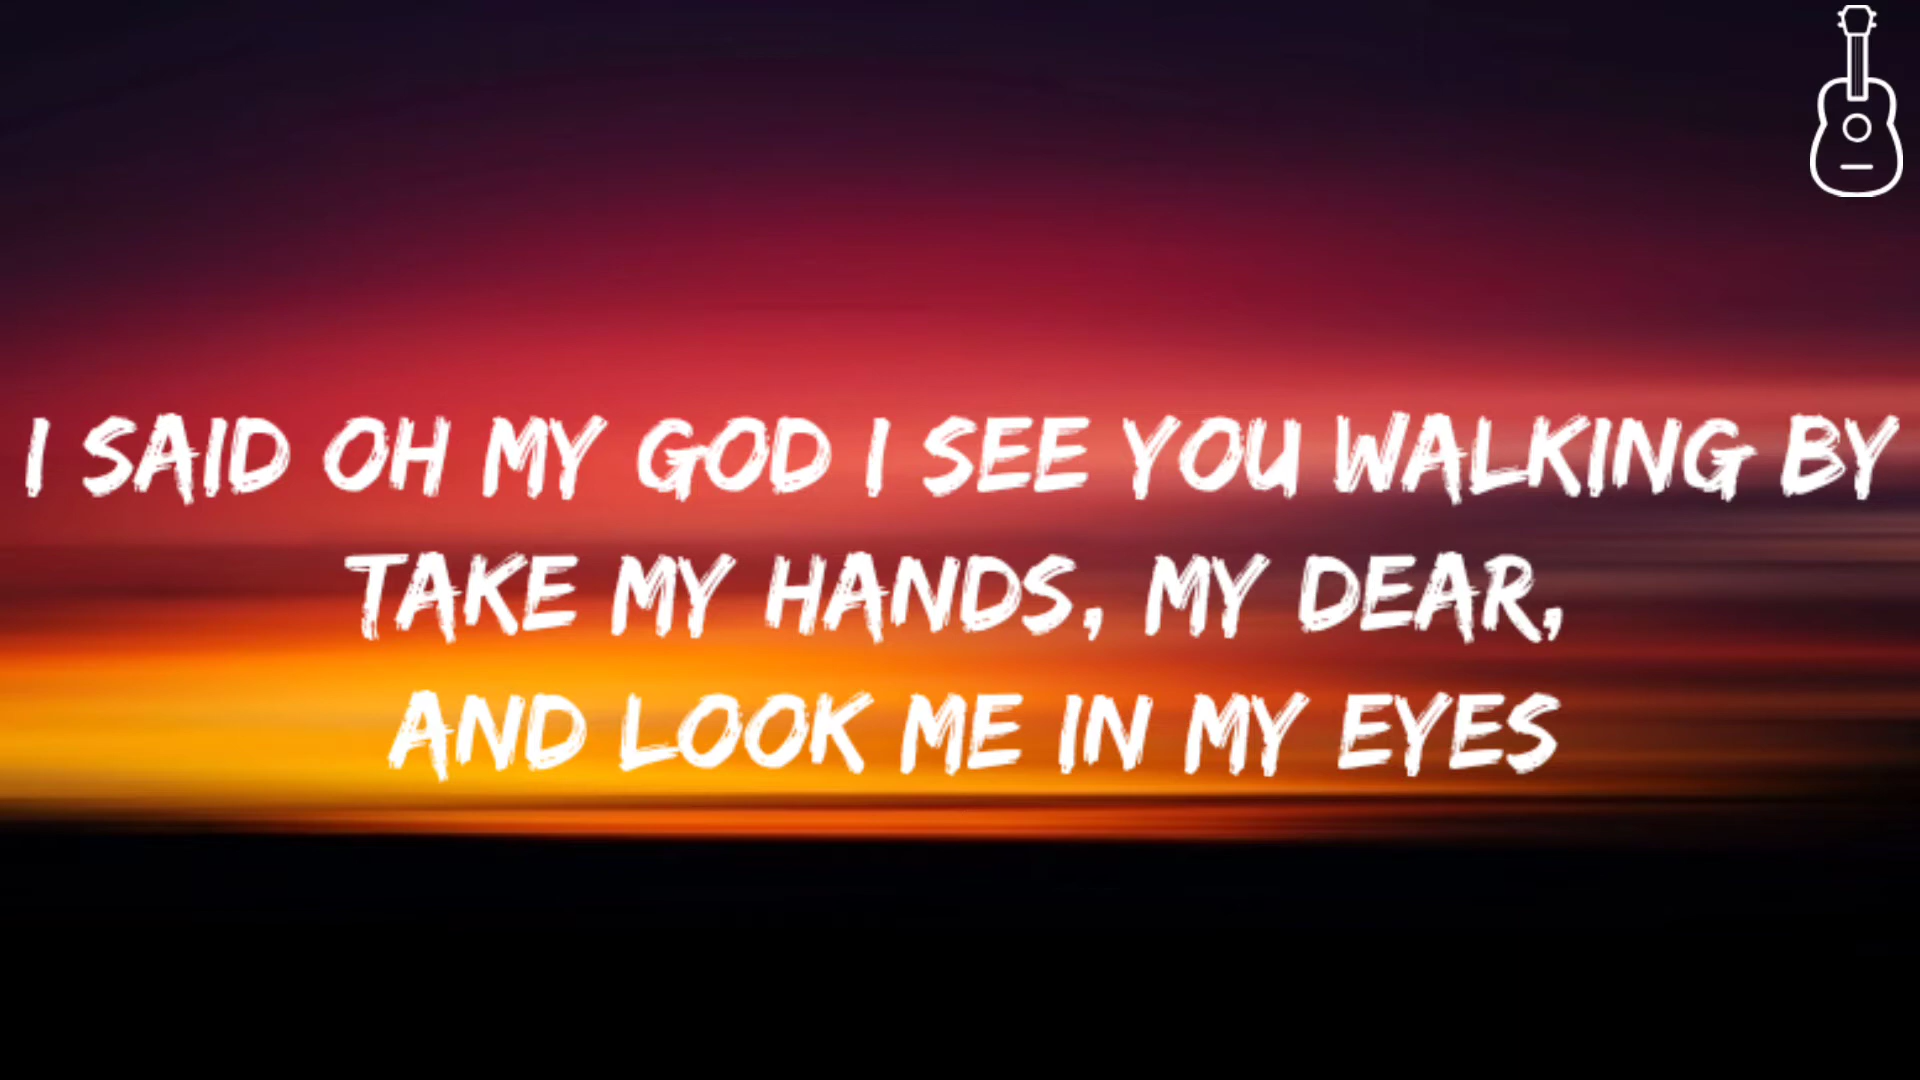 I SAID OH MY GOD I SEE YOU WALKING BY
TAKE MY HANDS, MY DEAR,
AND LOOK ME IN MY EYES